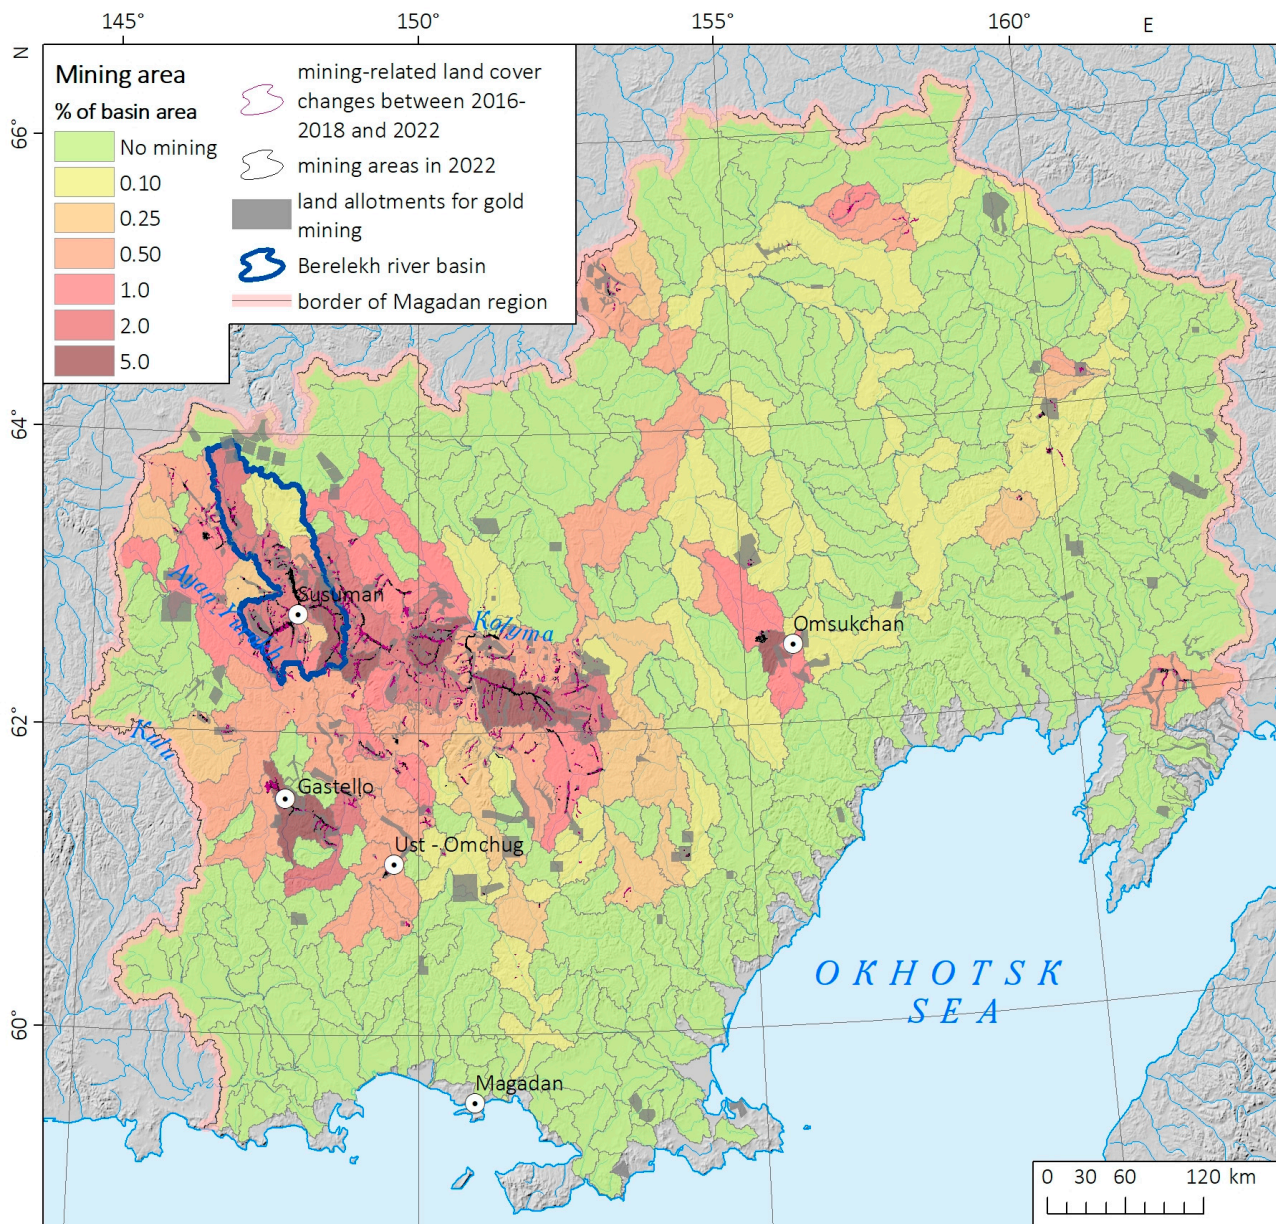 145°
150°
155°
160°
E
N
66°
64°
62°
60°
Mining area
% of basin area
No mining
0.10
0.25
0.50
1.0
2.0
5.0
mining-related land cover
changes between 2016-
2018 and 2022
mining areas in 2022
land allotments for gold
mining
Berelekh river basin
border of Magadan region
Ayan-Yuryakh
Susuman
Kolyma
Omsukchan
Kulu
Gastello
Ust - Omchug
OKHOTSK
SEA
Magadan
0 30 60 120 km